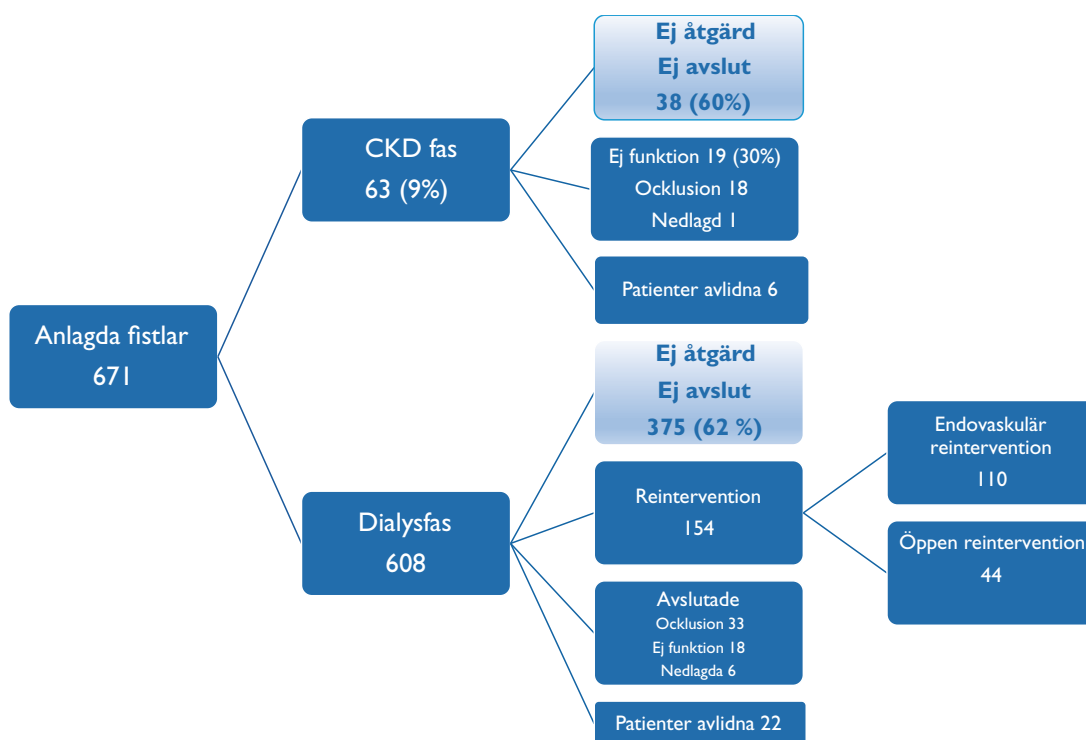 Anlagda fistlar
671
CKD fas
63 (9%)
Ej åtgärd
Ej avslut
38 (60%)
Ej funktion 19 (30%)
Ocklusion 18
Nedlagd 1
Patienter avlidna 6
Dialysfas
608
Ej åtgärd
Ej avslut
375 (62 %)
Reintervention
154
Endovaskulär
reintervention
110
Öppen reintervention
44
Avslutade
Ocklusion 33
Ej funktion 18
Nedlagda 6
Patienter avlidna 22